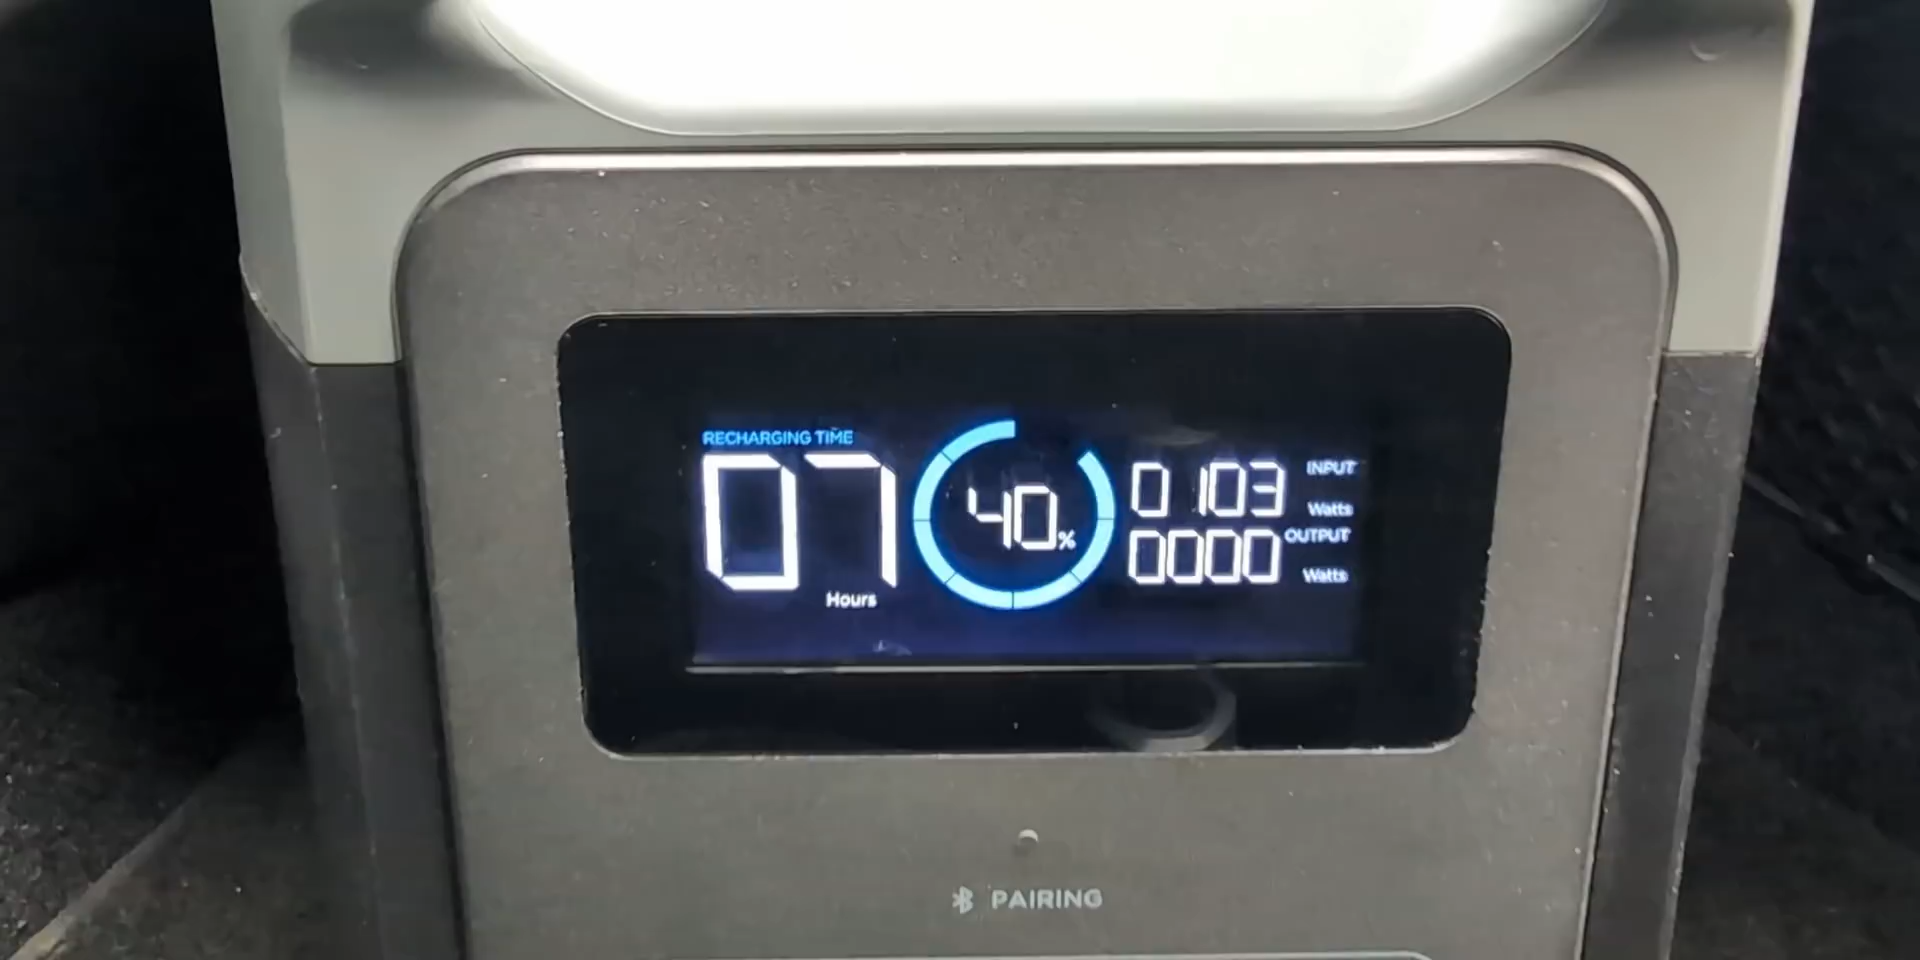 RECHARGING TIME
07
Hours
40%
0103 INPUT
Watts
0000 OUTPUT
Watts
PAIRING